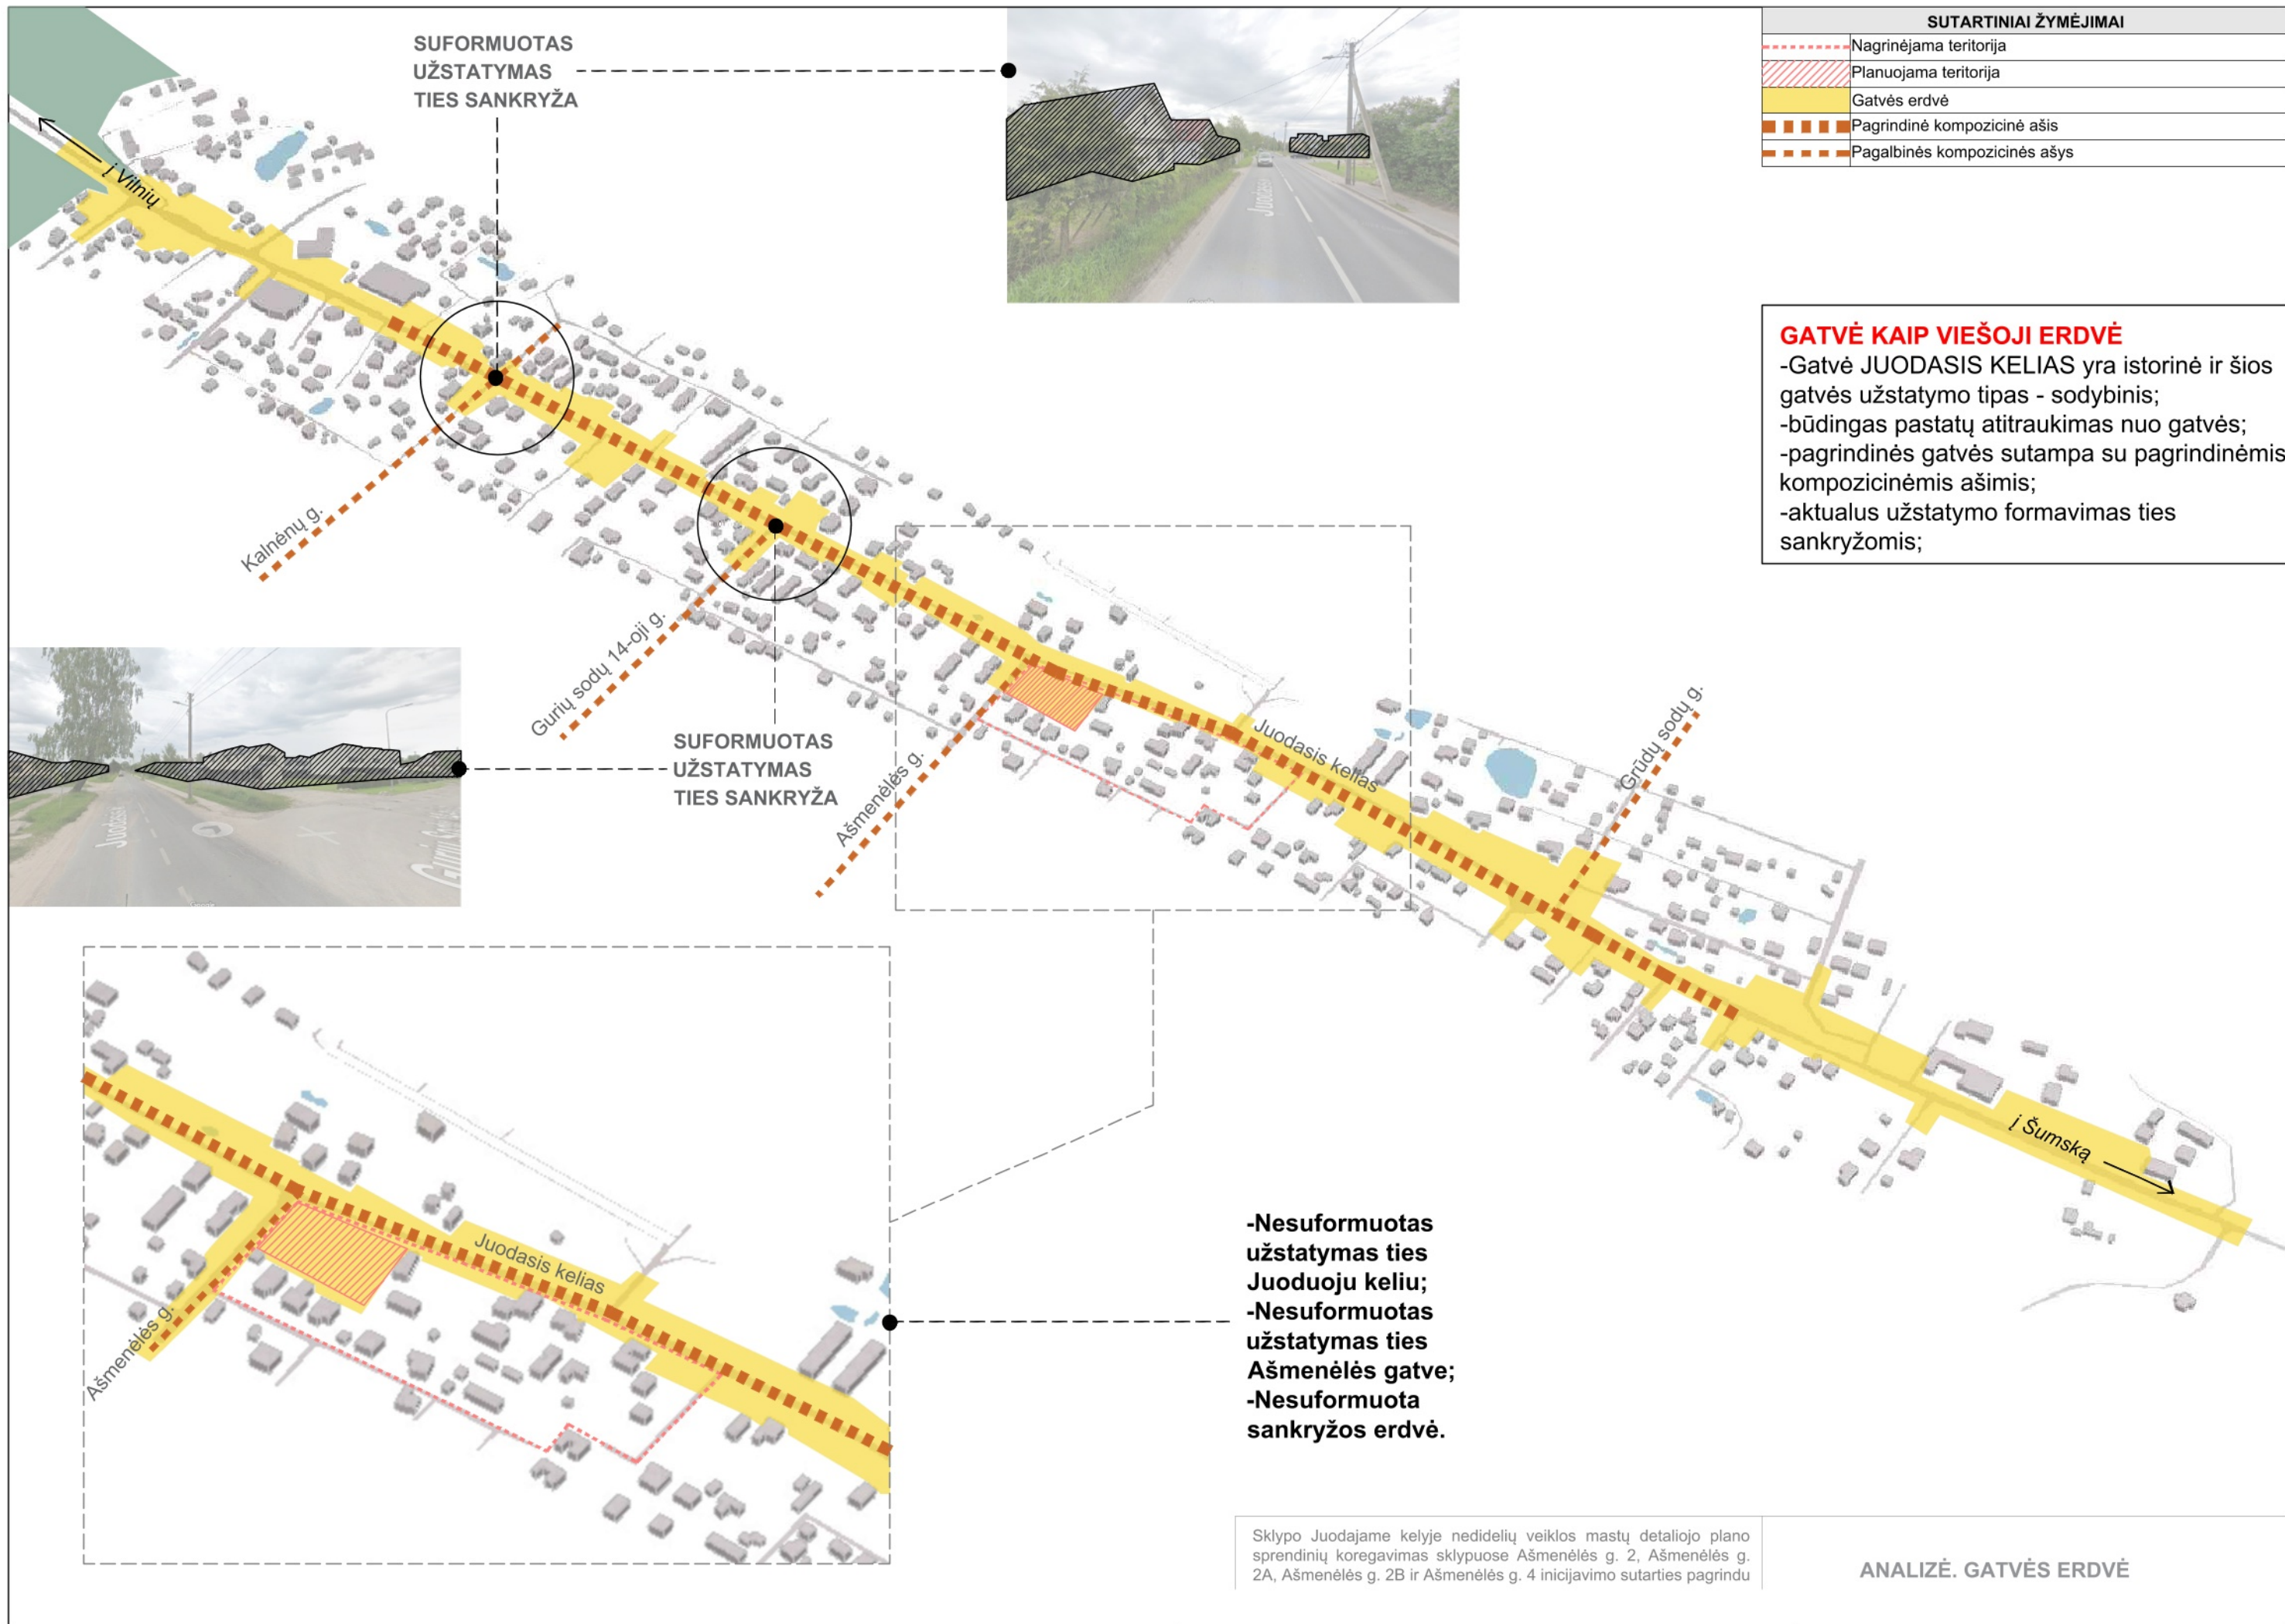 SUFORMUOTAS
UŽSTATYMAS
TIES SANKRYŽA
SUTARTINIAI ŽYMĖJIMAI
Nagrinėjama teritorija
Planuojama teritorija
Gatvės erdvė
Pagrindinė kompozicinė ašis
Pagalbinės kompozicinės ašys
į Vilnių
Juodasis
GATVĖ KAIP VIEŠOJI ERDVĖ
-Gatvė JUODASIS KELIAS yra istorinė ir šios
gatvės užstatymo tipas - sodybinis;
-būdingas pastatų atitraukimas nuo gatvės;
-pagrindinės gatvės sutampa su pagrindinėmis
kompozicinėmis ašimis;
-aktualus užstatymo formavimas ties
sankryžomis;
Kalnėnų g.
Gurių sodų 14-oji g.
SUFORMUOTAS
UŽSTATYMAS
TIES SANKRYŽA
Ašmenėlės g.
Juodasis kelias
Grūdų sodų g.
į Šumską
Juodasis kelias
Ašmenėlės g.
-Nesuformuotas
užstatymas ties
Juoduoju keliu;
-Nesuformuotas
užstatymas ties
Ašmenėlės gatve;
-Nesuformuota
sankryžos erdvė.
Sklypo Juodajame kelyje nedidelių veiklos mastų detaliojo plano
sprendinių koregavimas sklypuose Ašmenėlės g. 2, Ašmenėlės g.
2A, Ašmenėlės g. 2B ir Ašmenėlės g. 4 inicijavimo sutarties pagrindu
ANALIZĖ. GATVĖS ERDVĖ